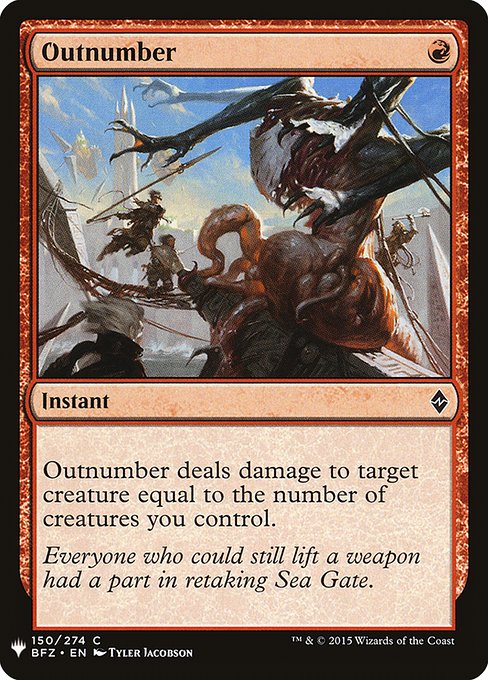 Outnumber
Instant
Outnumber deals damage to target
creature equal to the number of
creatures you control.
Everyone who could still lift a weapon
had a part in retaking Sea Gate.
150/274 C
BFZ • EN Tyler Jacobson
™ & © 2015 Wizards of the Coast